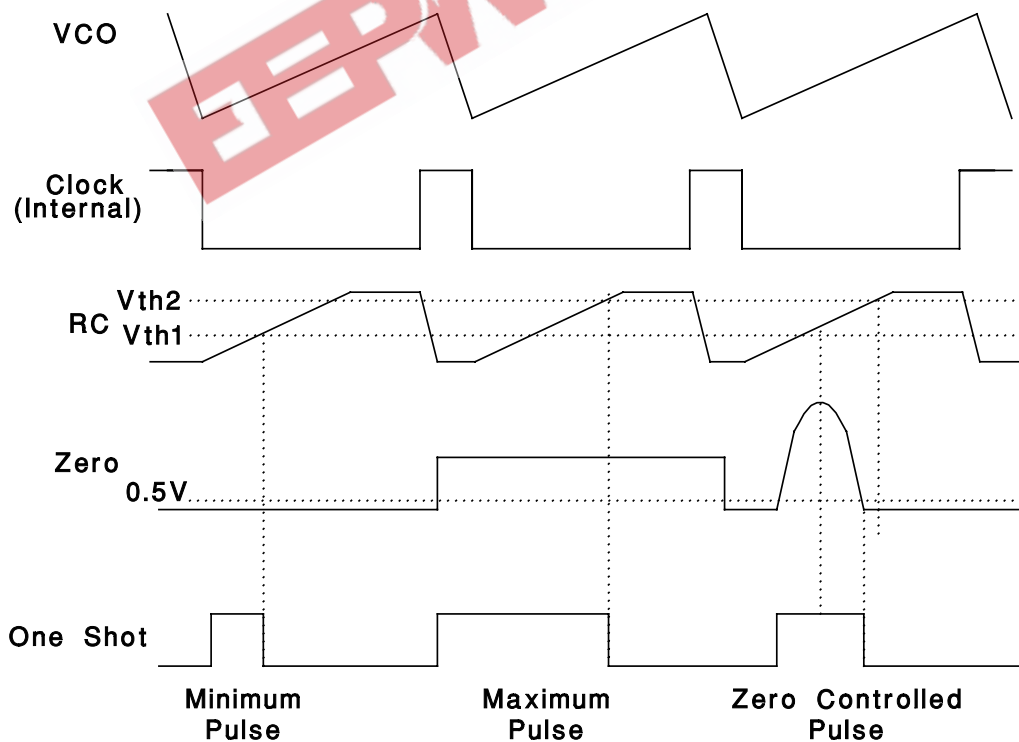 VCO
Clock
(Internal)
Vth2
RC
Vth1
Zero
0.5V
One Shot
Minimum
Pulse
Maximum
Pulse
Zero Controlled
Pulse